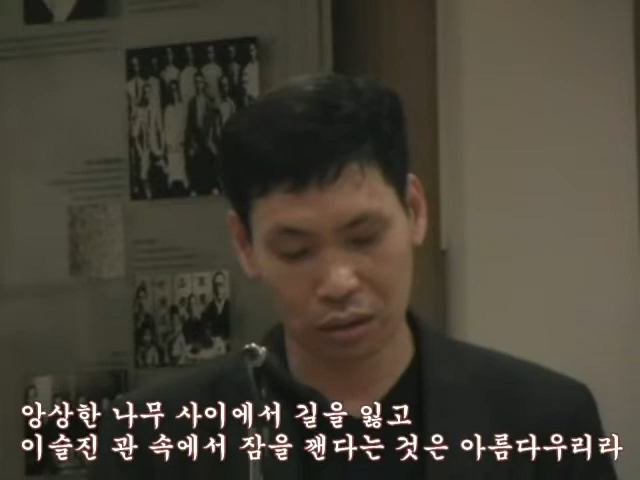 앙상한 나무 사이에서 길을 잃고
이슬진 관 속에서 잠을 깬다는 것은 아름다우리라